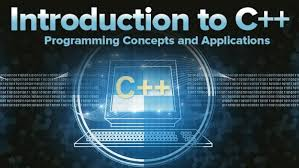 Introduction to C++
Programming Concepts and Applications
C++